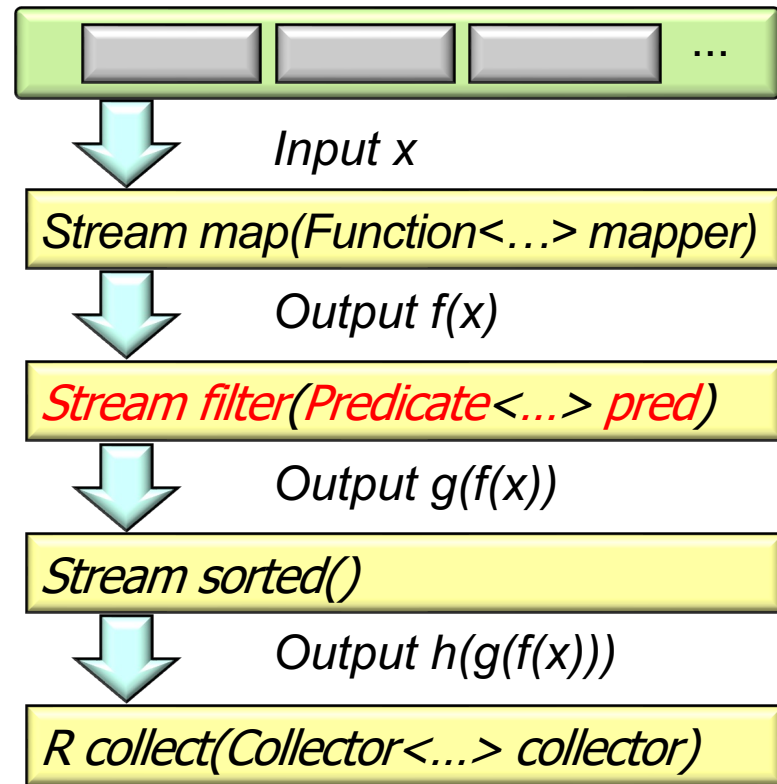 ...
Input x
Stream map(Function<…> mapper)
Output f(x)
Stream filter(Predicate<…> pred)
Output g(f(x))
Stream sorted()
Output h(g(f(x)))
R collect(Collector<…> collector)